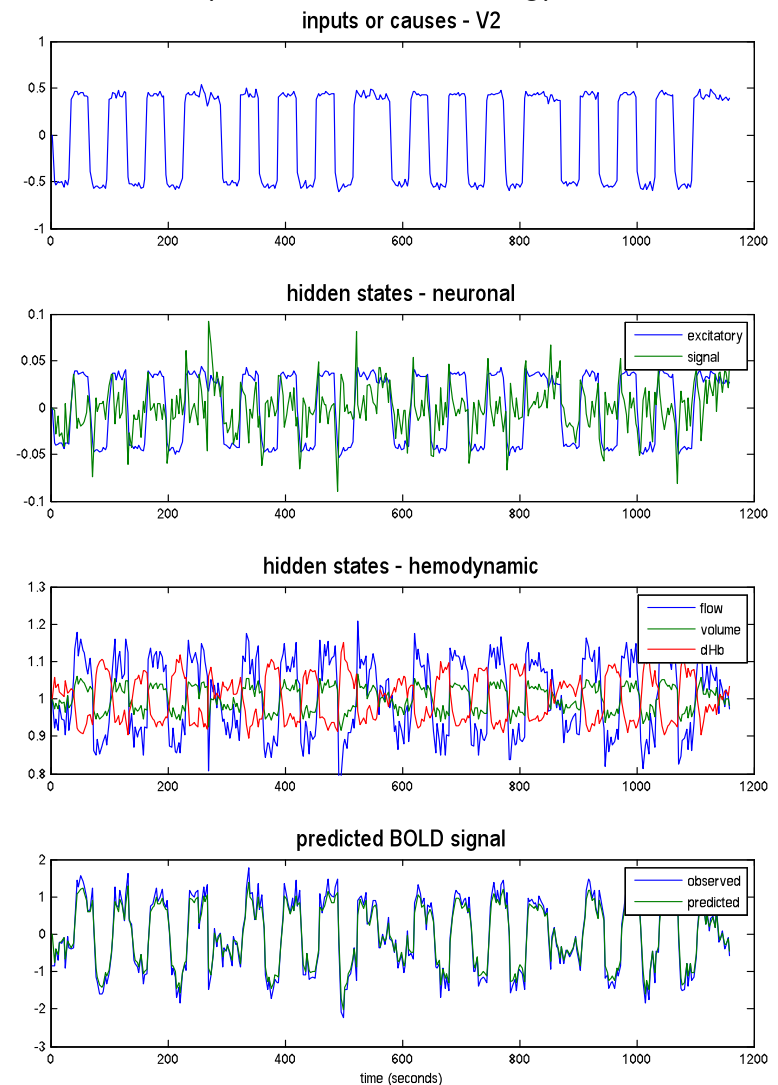 inputs or causes - V2
1
0.5
0
-0.5
-1
0 200 400 600 800 1000 1200
hidden states - neuronal
0.1
excitatory
signal
0.05
0
-0.05
-0.1
0 200 400 600 800 1000 1200
hidden states - hemodynamic
1.3
flow
volume
dHb
1.2
1.1
1
0.9
0.8
0 200 400 600 800 1000 1200
predicted BOLD signal
2
observed
predicted
1
0
-1
-2
-3
0 200 400 600 800 1000 1200
time (seconds)